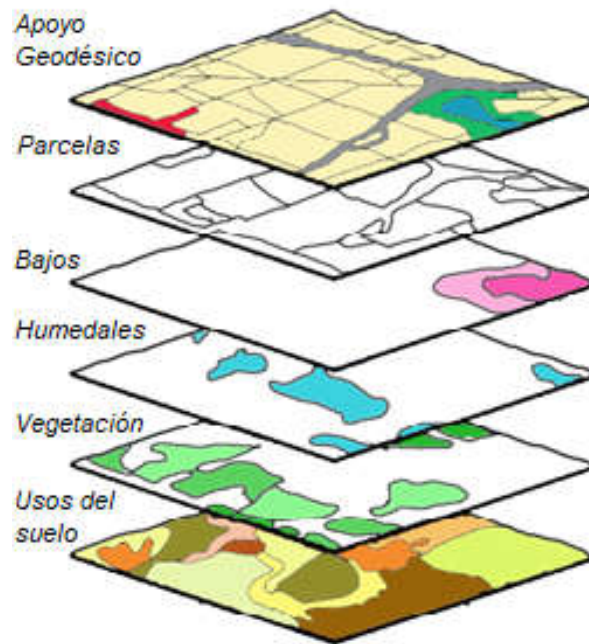 Apoyo
Geodésico
Parcelas
Bajos
Humedales
Vegetación
Usos del
suelo